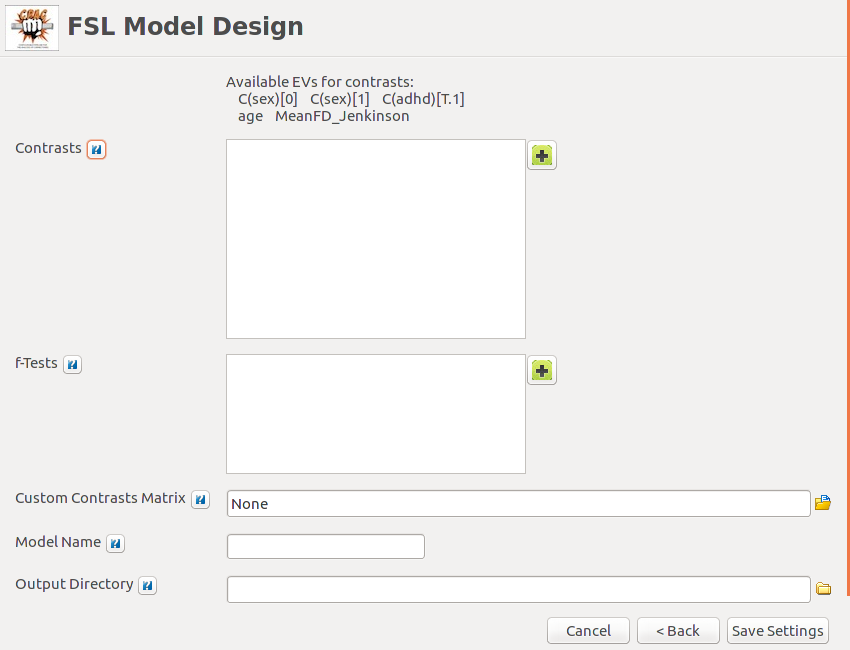 CPAC
FSL Model Design
Available EVs for contrasts:
C(sex)[0] C(sex)[1] C(adhd)[T.1]
age MeanFD_Jenkinson
Contrasts ?
f-Tests ?
Custom Contrasts Matrix ? None
Model Name ?
Output Directory ?
Cancel < Back Save Settings